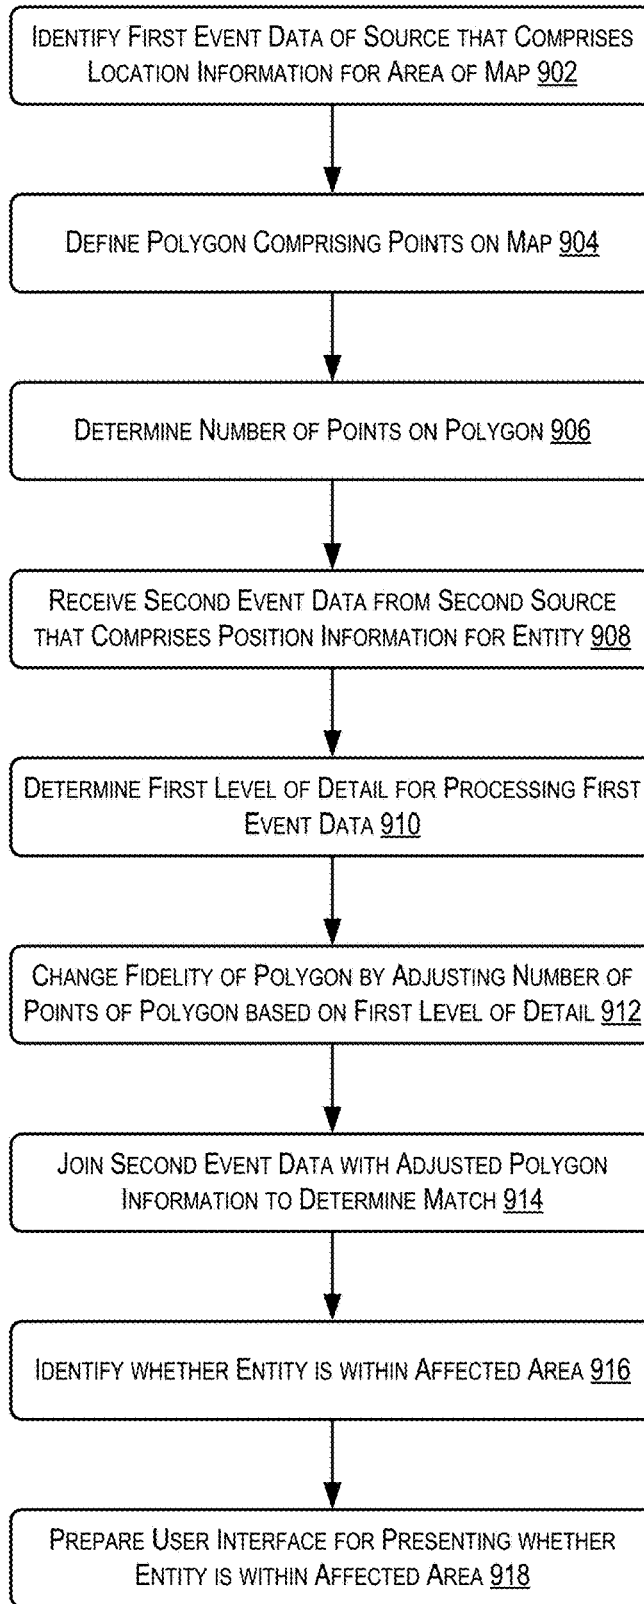 IDENTIFY FIRST EVENT DATA OF SOURCE THAT COMPRISES
LOCATION INFORMATION FOR AREA OF MAP 902
DEFINE POLYGON COMPRISING POINTS ON MAP 904
DETERMINE NUMBER OF POINTS ON POLYGON 906
RECEIVE SECOND EVENT DATA FROM SECOND SOURCE
THAT COMPRISES POSITION INFORMATION FOR ENTITY 908
DETERMINE FIRST LEVEL OF DETAIL FOR PROCESSING FIRST
EVENT DATA 910
CHANGE FIDELITY OF POLYGON BY ADJUSTING NUMBER OF
POINTS OF POLYGON BASED ON FIRST LEVEL OF DETAIL 912
JOIN SECOND EVENT DATA WITH ADJUSTED POLYGON
INFORMATION TO DETERMINE MATCH 914
IDENTIFY WHETHER ENTITY IS WITHIN AFFECTED AREA 916
PREPARE USER INTERFACE FOR PRESENTING WHETHER
ENTITY IS WITHIN AFFECTED AREA 918